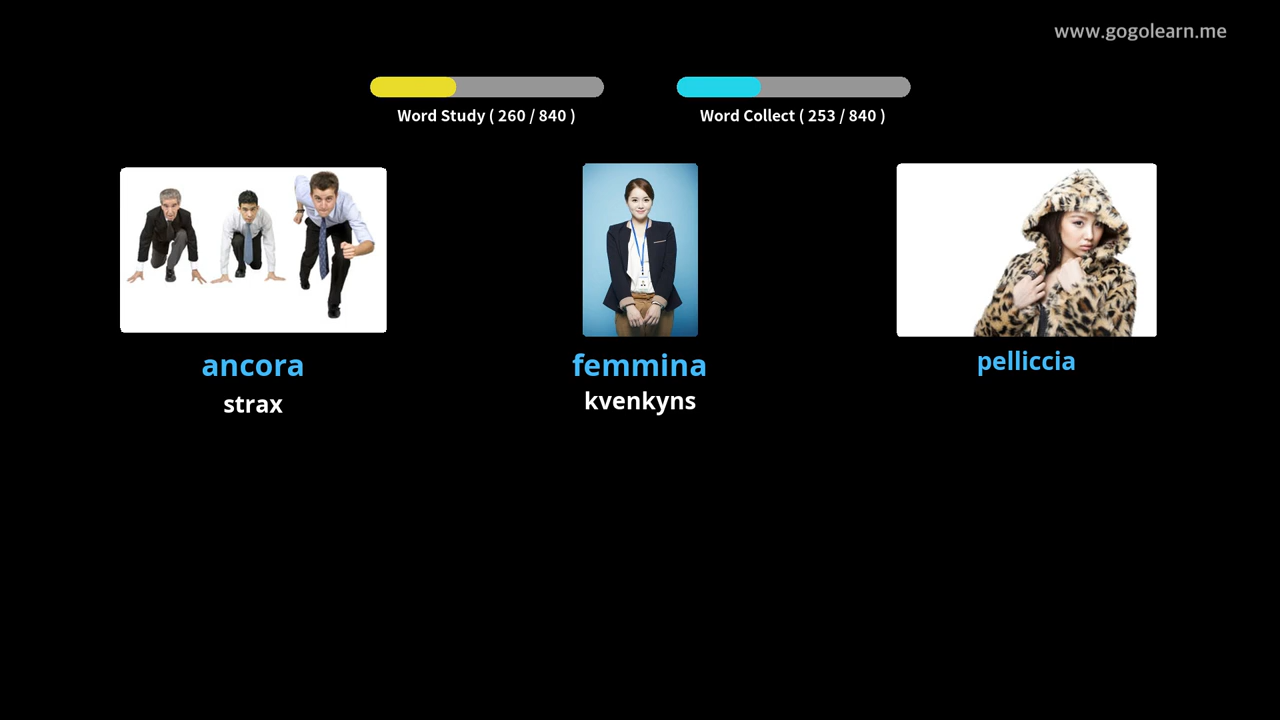 www.gogolearn.me
Word Study ( 260 / 840 )
Word Collect ( 253 / 840 )
ancora
strax
femmina
kvenkyns
pelliccia